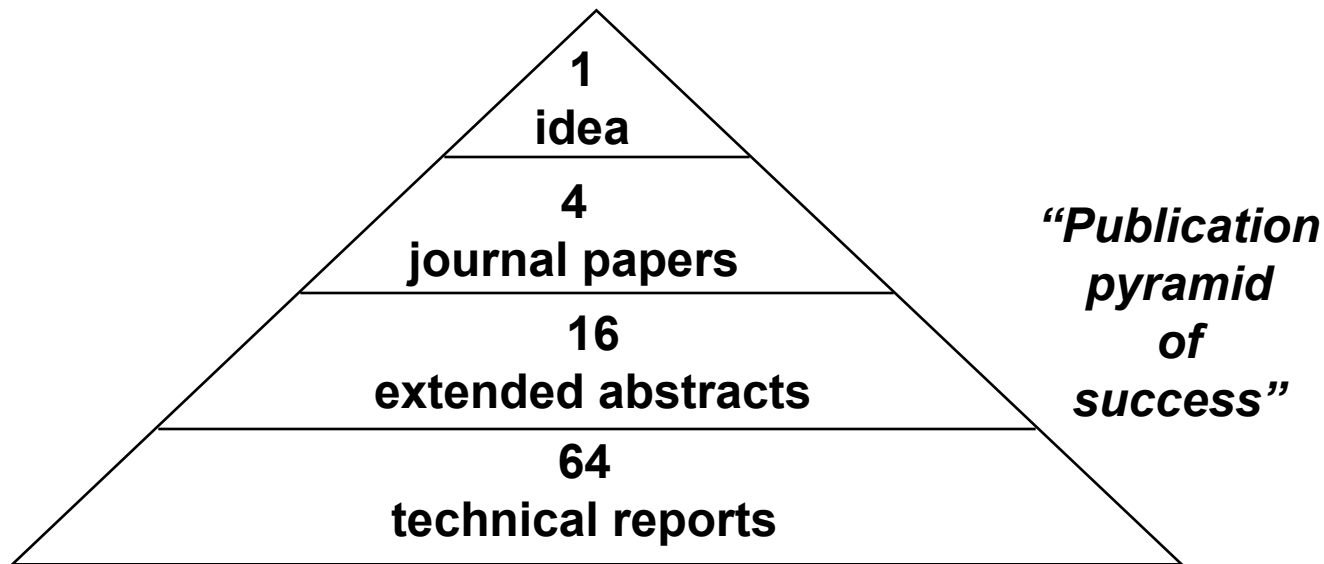 1
idea
4
journal papers
16
extended abstracts
64
technical reports
“Publication
pyramid
of
success”